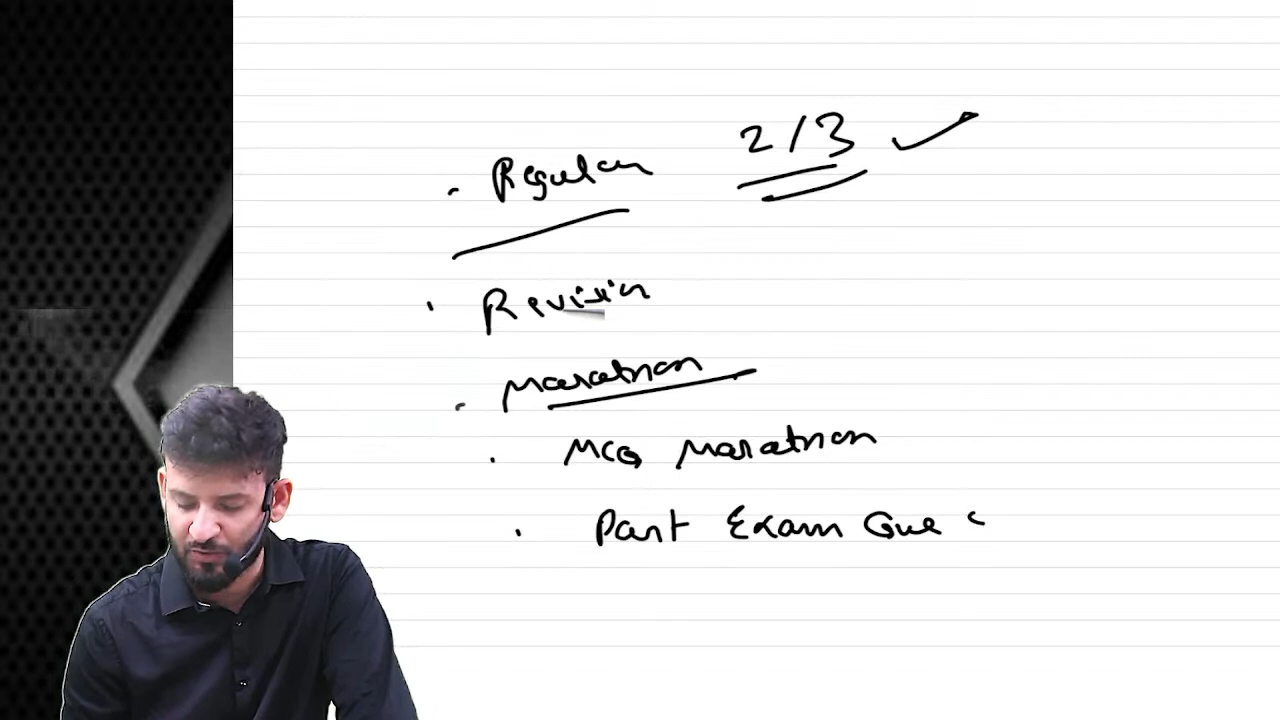 • Regular 2/3 ✓
• Revision
• Marathon
• MCQ Marathon
• Part Exam Que